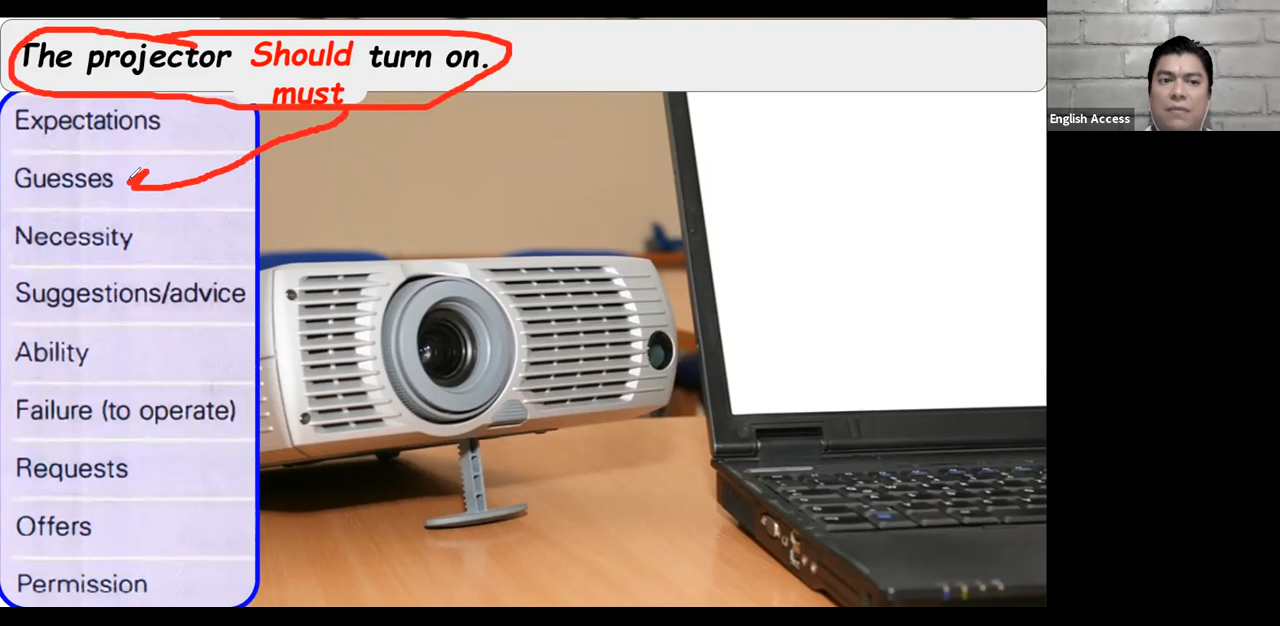 The projector Should turn on.
must
English Access
Expectations
Guesses
Necessity
Suggestions/advice
Ability
Failure (to operate)
Requests
Offers
Permission